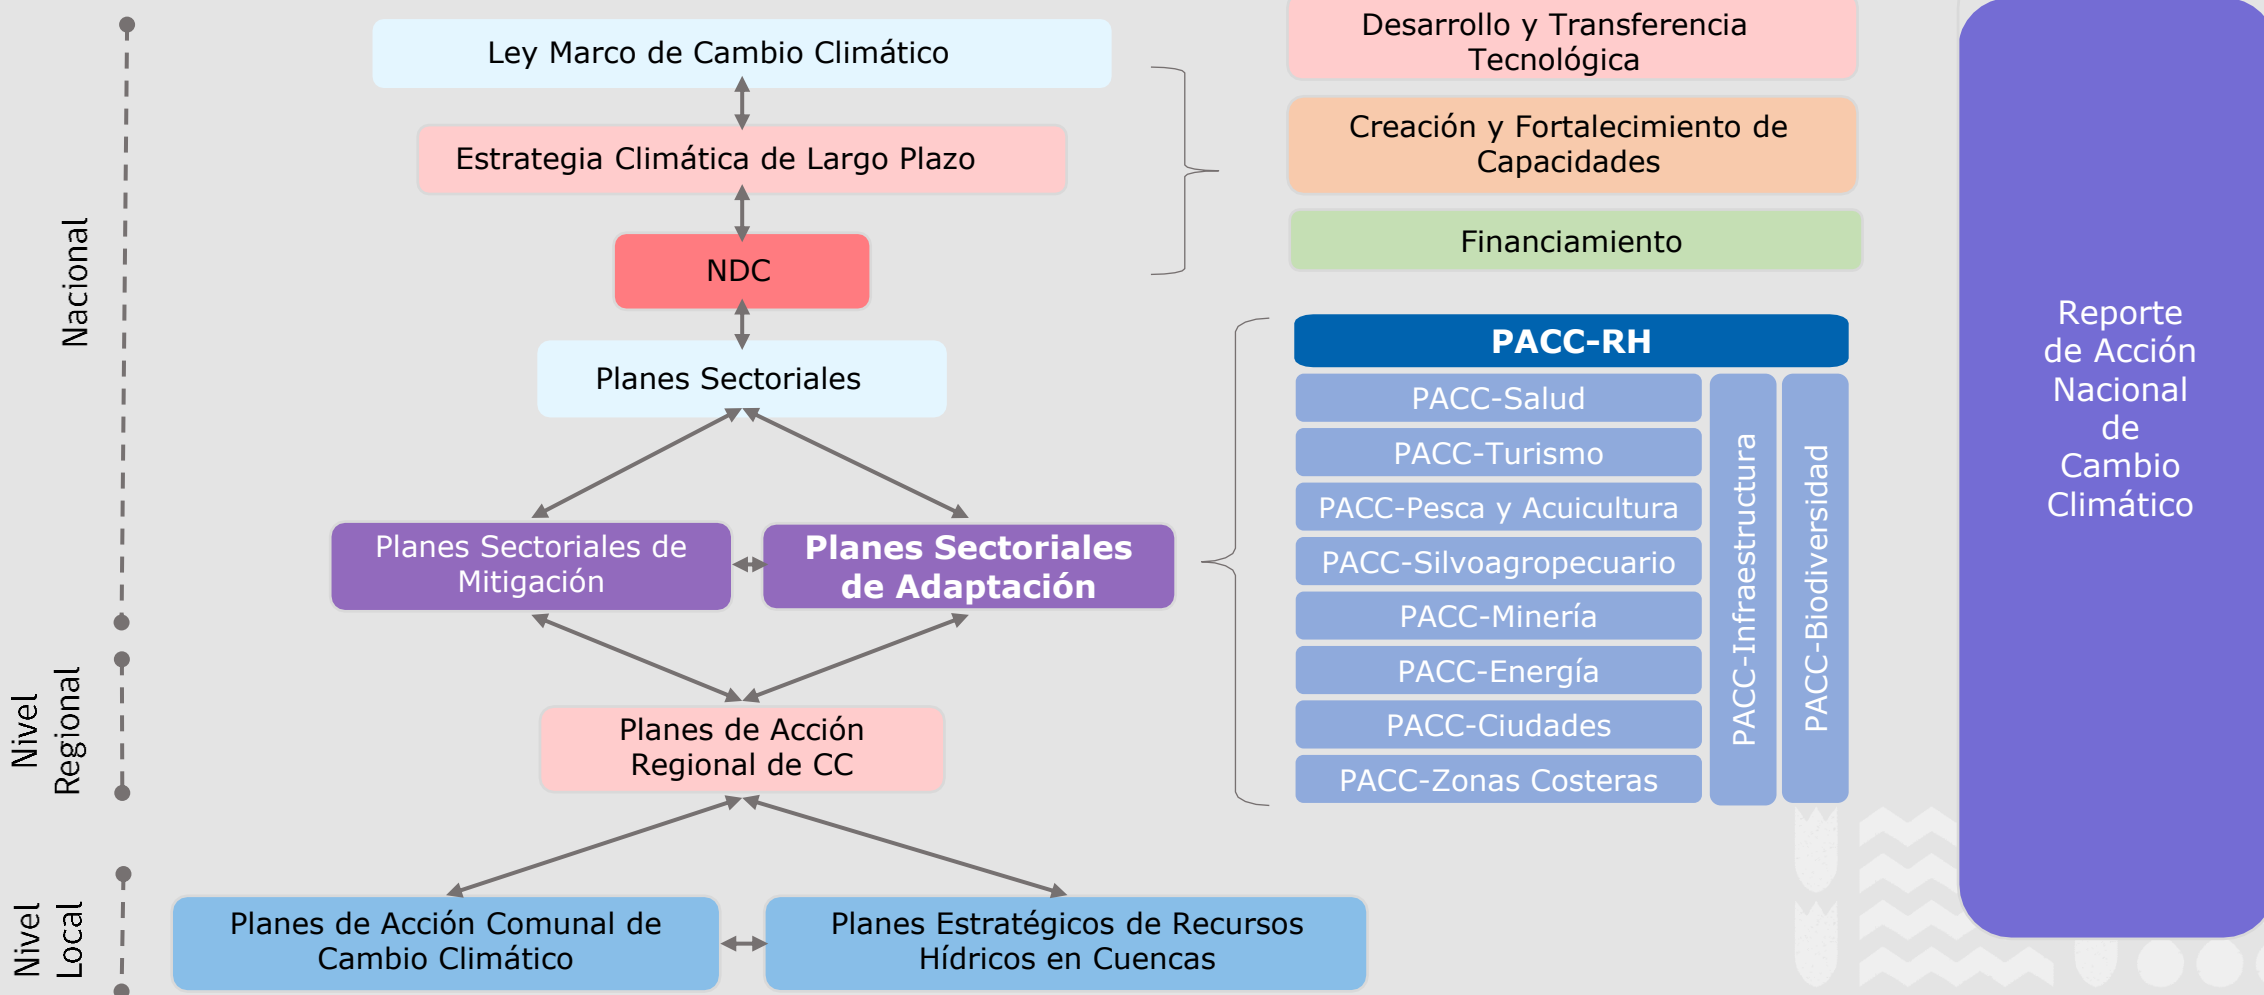 Nacional
Nivel
Regional
Nivel
Local
Ley Marco de Cambio Climático
Estrategia Climática de Largo Plazo
NDC
Planes Sectoriales
Planes Sectoriales de
Mitigación
Planes Sectoriales
de Adaptación
Planes de Acción
Regional de CC
Planes de Acción Comunal de
Cambio Climático
Planes Estratégicos de Recursos
Hídricos en Cuencas
Desarrollo y Transferencia
Tecnológica
Creación y Fortalecimiento de
Capacidades
Financiamiento
PACC-RH
PACC-Salud
PACC-Turismo
PACC-Pesca y Acuicultura
PACC-Silvoagropecuario
PACC-Minería
PACC-Energía
PACC-Ciudades
PACC-Zonas Costeras
PACC-Infraestructura
PACC-Biodiversidad
Reporte
de Acción
Nacional
de
Cambio
Climático